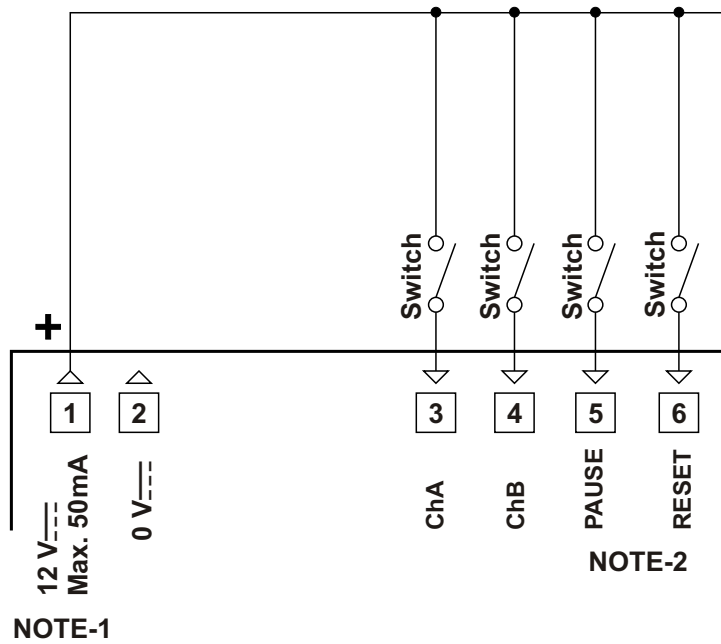 Switch
Switch
Switch
Switch
+
1
2
3
4
5
6
12 V
Max. 50mA
0 V
ChA
ChB
PAUSE
RESET
NOTE-2
NOTE-1